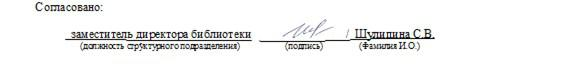 Согласовано:
заместитель директора библиотеки / Шулипина С.В.
(должность структурного подразделения) (подпись) (Фамилия И.О.)